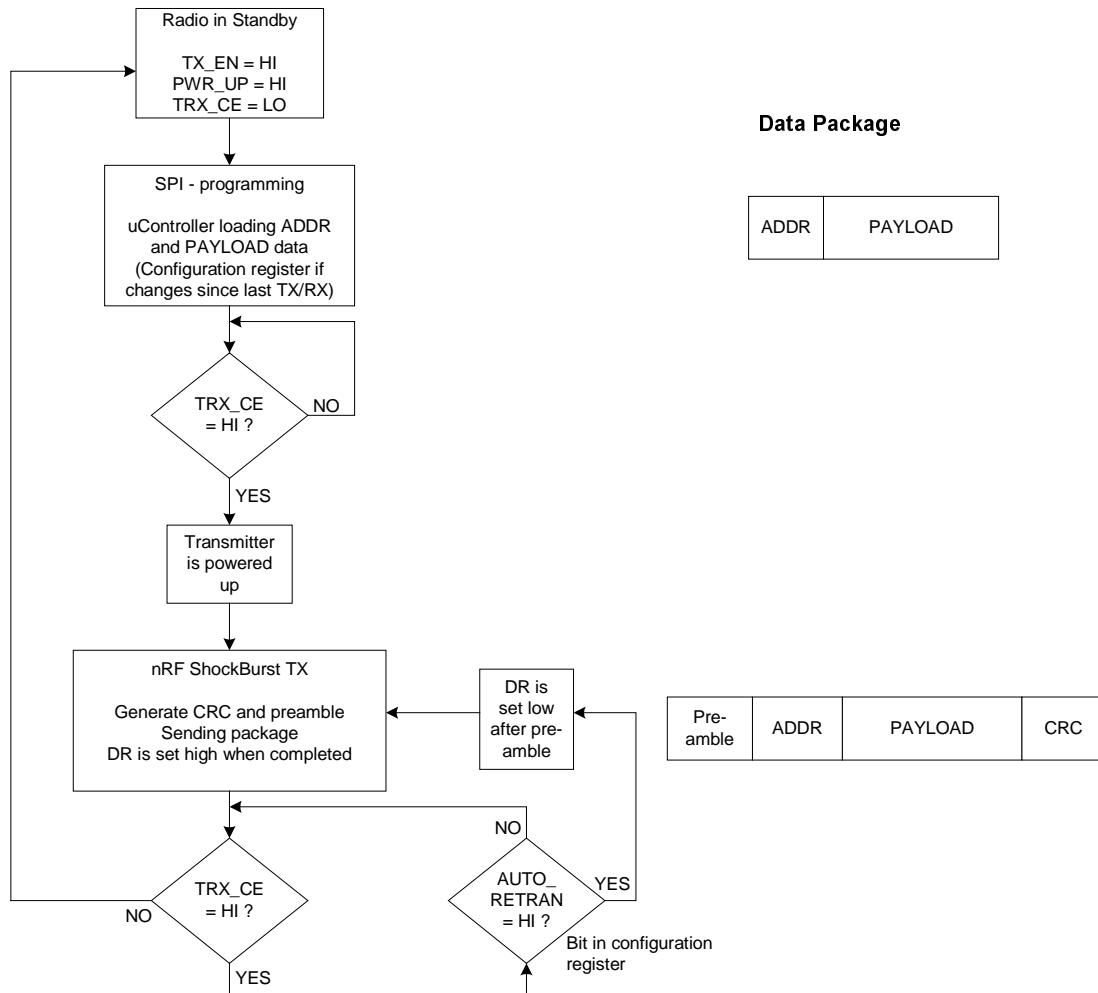 Radio in Standby
TX_EN = HI
PWR_UP = HI
TRX_CE = LO
Data Package
SPI - programming
uController loading ADDR
and PAYLOAD data
(Configuration register if
changes since last TX/RX)
ADDR
PAYLOAD
TRX_CE
= HI ?
NO
YES
Transmitter
is powered
up
nRF ShockBurst TX
Generate CRC and preamble
Sending package
DR is set high when completed
DR is
set low
after pre-
amble
Pre-
amble
ADDR
PAYLOAD
CRC
NO
TRX_CE
= HI ?
NO
YES
AUTO_
RETRAN
= HI ?
YES
Bit in configuration
register